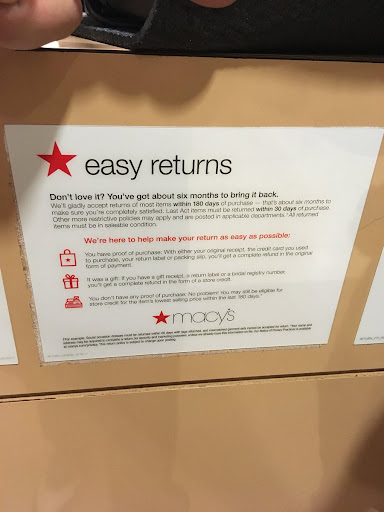 easy returns
Don't love it? You've got about six months to bring it back.
We'll gladly accept returns of most items within 180 days of purchase — that's about six months to
make sure you're completely satisfied. Last Act items must be returned within 30 days of purchase.
Other more restrictive policies may apply and are posted in applicable departments.* All returned
items must be in saleable condition.
We're here to help make your return as easy as possible:
You have proof of purchase: With either your original receipt, the credit card you used
to purchase, your return label or packing slip, you'll get a complete refund in the original
form of payment.
It was a gift: If you have a gift receipt, a return label or a bridal registry number,
you'll get a complete refund in the form of a store credit.
You don't have any proof of purchase: No problem! You may still be eligible for
store credit for the item's lowest selling price within the last 180 days.*
macy's